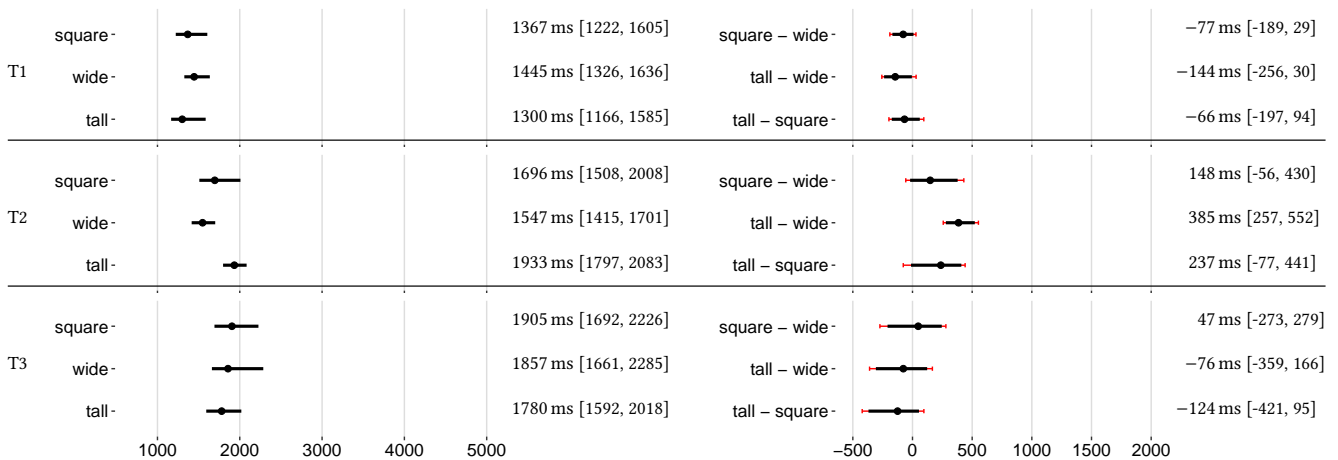 square 1367 ms [1222, 1605] square − wide −77 ms [-189, 29]
T1 wide 1445 ms [1326, 1636] tall − wide −144 ms [-256, 30]
tall 1300 ms [1166, 1585] tall − square −66 ms [-197, 94]
square 1696 ms [1508, 2008] square − wide 148 ms [-56, 430]
T2 wide 1547 ms [1415, 1701] tall − wide 385 ms [257, 552]
tall 1933 ms [1797, 2083] tall − square 237 ms [-77, 441]
square 1905 ms [1692, 2226] square − wide 47 ms [-273, 279]
T3 wide 1857 ms [1661, 2285] tall − wide −76 ms [-359, 166]
tall 1780 ms [1592, 2018] tall − square −124 ms [-421, 95]
1000 2000 3000 4000 5000 −500 0 500 1000 1500 2000